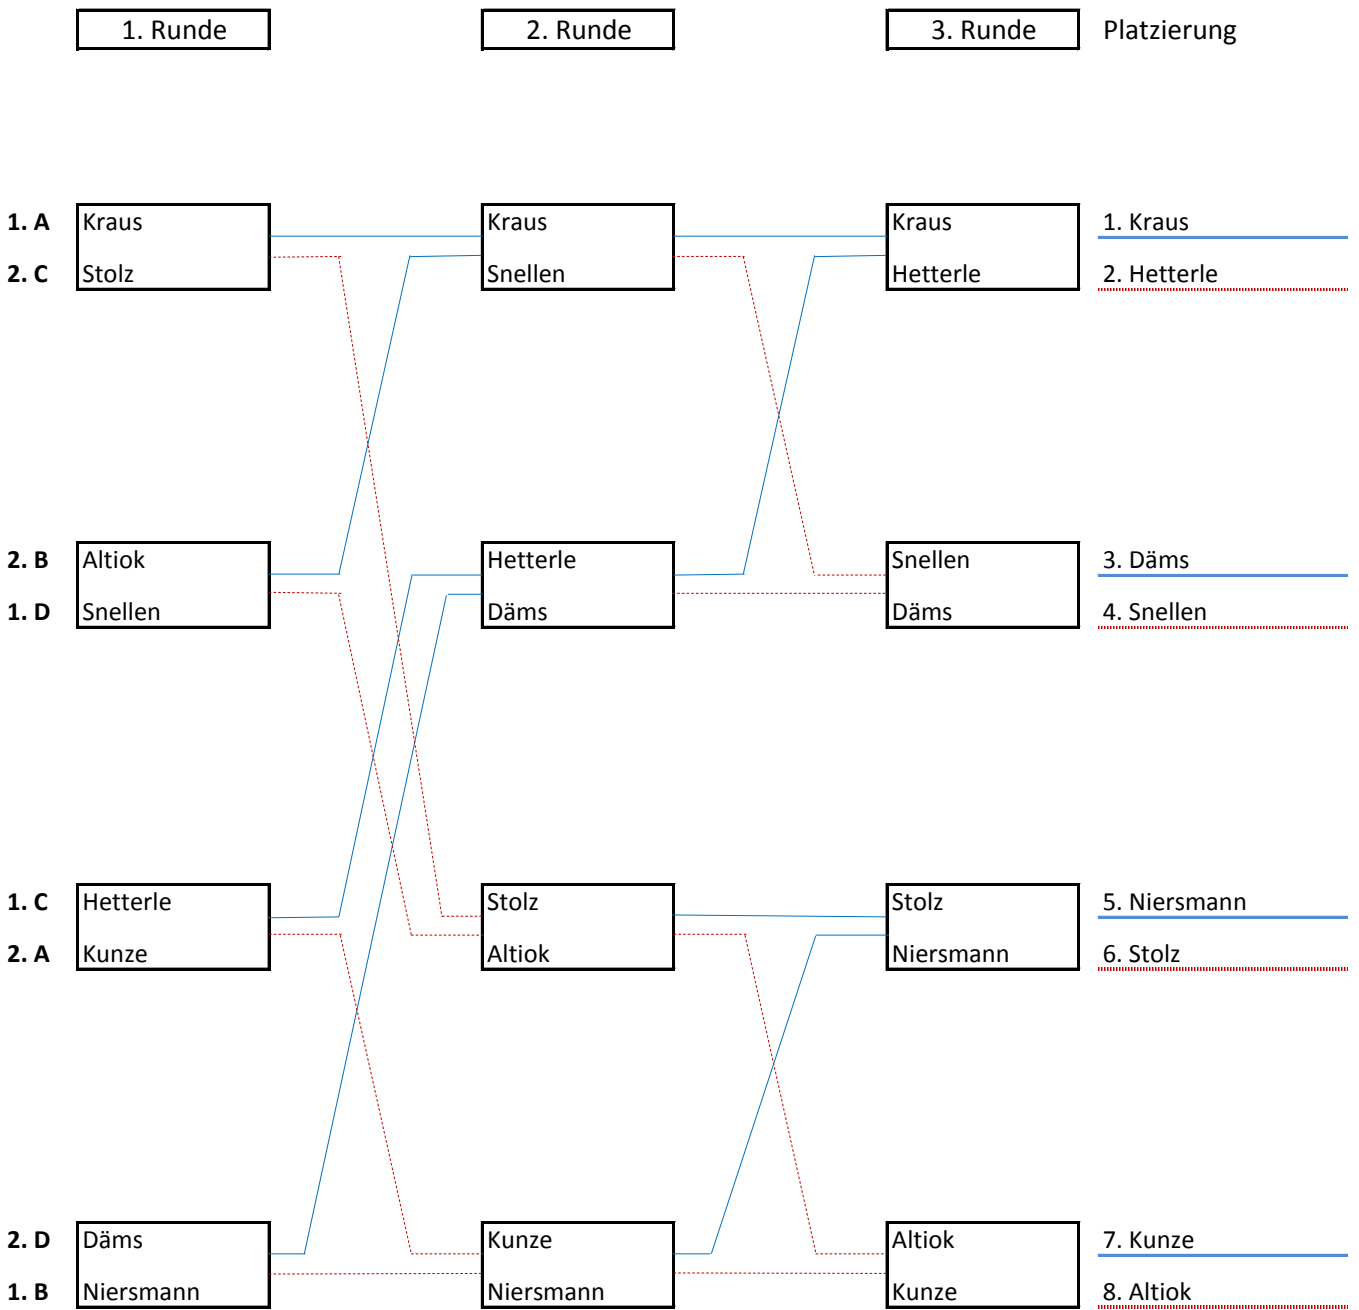 1. Runde 2. Runde 3. Runde Platzierung
1. A Kraus Kraus Kraus 1. Kraus
2. C Stolz Snellen Hetterle 2. Hetterle
2. B Altiok Hetterle Snellen 3. Däms
1. D Snellen Däms Däms 4. Snellen
1. C Hetterle Stolz Stolz 5. Niersmann
2. A Kunze Altiok Niersmann 6. Stolz
2. D Däms Kunze Altiok 7. Kunze
1. B Niersmann Niersmann Kunze 8. Altiok